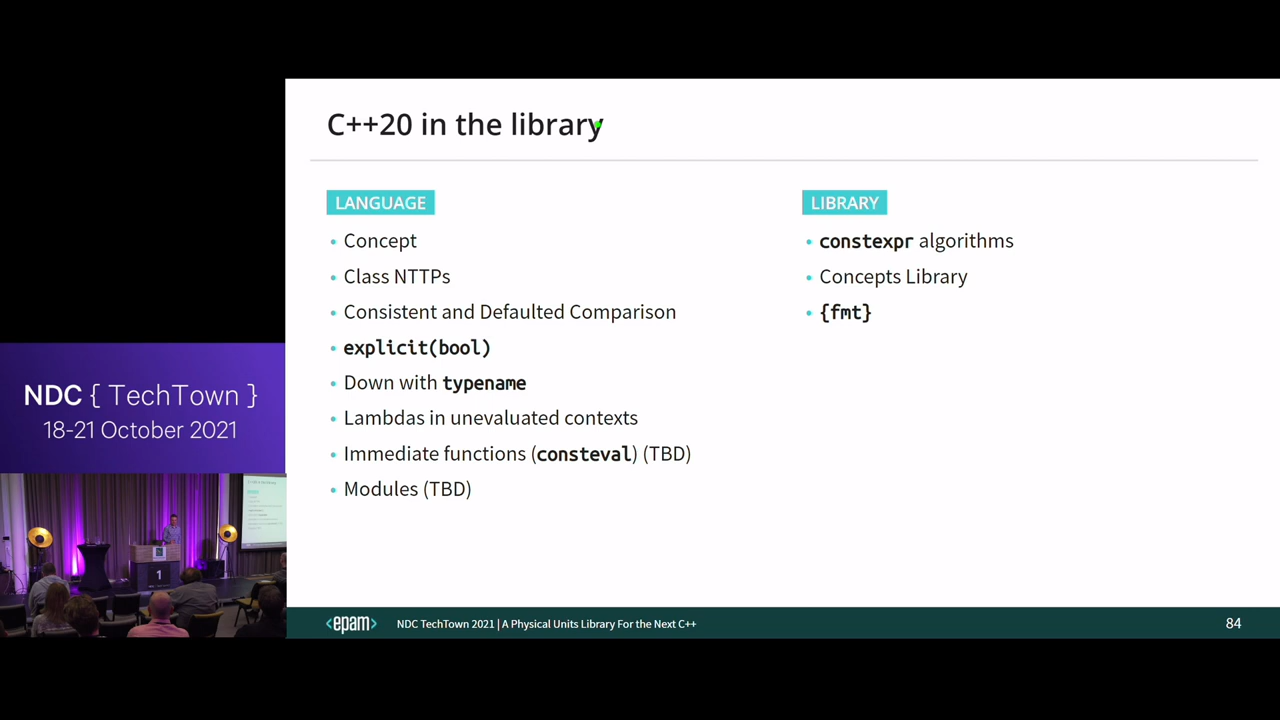 C++20 in the library
LANGUAGE
• Concept
• Class NTTPs
• Consistent and Defaulted Comparison
• explicit(bool)
• Down with typename
• Lambdas in unevaluated contexts
• Immediate functions (consteval) (TBD)
• Modules (TBD)
LIBRARY
• constexpr algorithms
• Concepts Library
• {fmt}
NDC { TechTown }
18-21 October 2021
1
<epam>
NDC TechTown 2021 | A Physical Units Library For the Next C++
84